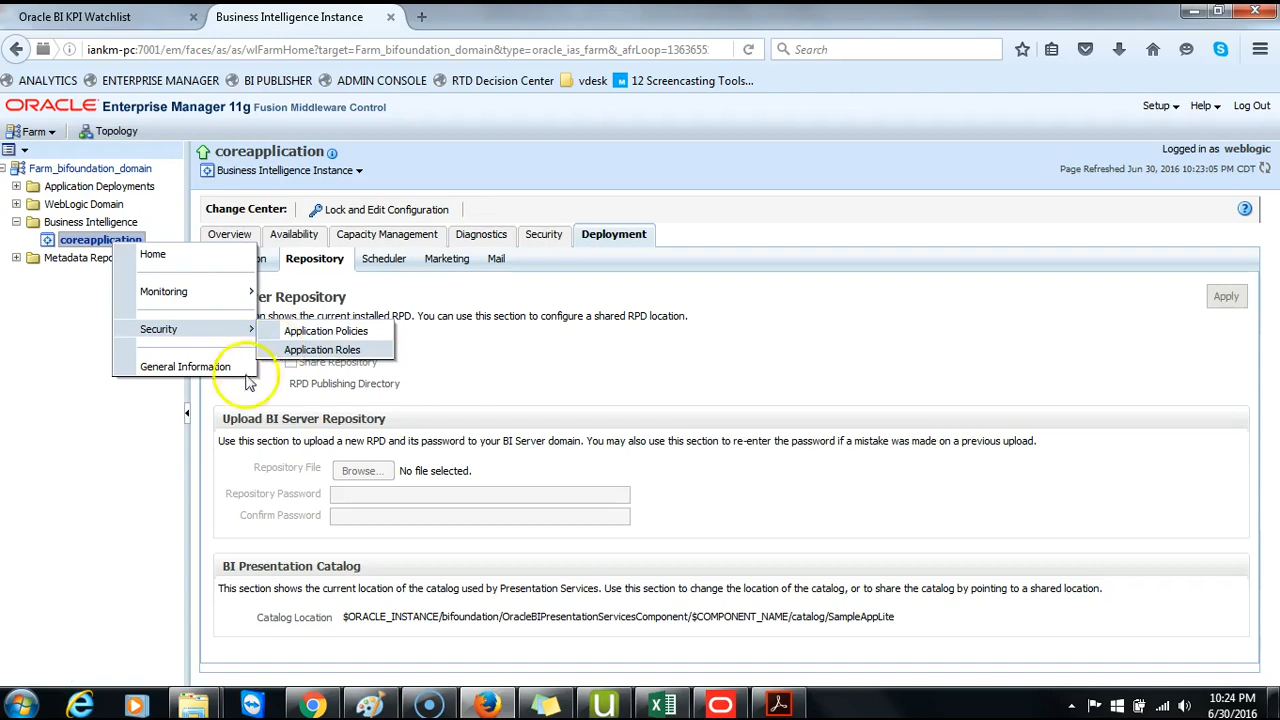 Oracle BI KPI Watchlist
Business Intelligence Instance
iankm-pc:7001/em/faces/as/as/wlFarmHome?target=Farm_bifoundation_domain&type=oracle_ias_farm&_afrLoop=1363655
Search
ANALYTICS ENTERPRISE MANAGER BI PUBLISHER ADMIN CONSOLE RTD Decision Center vdesk 12 Screencasting Tools...
ORACLE Enterprise Manager 11g Fusion Middleware Control
Setup Help Log Out
Farm Topology
Farm_bifoundation_domain
Application Deployments
WebLogic Domain
Business Intelligence
coreapplication
Metadata Repo
Home
Monitoring
Security
General Information
Application Policies
Application Roles
coreapplication
Business Intelligence Instance
Logged in as weblogic
Page Refreshed Jun 30, 2016 10:23:05 PM CDT
Change Center: Lock and Edit Configuration
Overview Availability Capacity Management Diagnostics Security Deployment
on Repository Scheduler Marketing Mail
er Repository
on shows the current installed RPD. You can use this section to configure a shared RPD location.
Apply
Share Repository
RPD Publishing Directory
Upload BI Server Repository
Use this section to upload a new RPD and its password to your BI Server domain. You may also use this section to re-enter the password if a mistake was made on a previous upload.
Repository File Browse... No file selected.
Repository Password
Confirm Password
BI Presentation Catalog
This section shows the current location of the catalog used by Presentation Services. Use this section to change the location of the catalog, or to share the catalog by pointing to a shared location.
Catalog Location $ORACLE_INSTANCE/bifoundation/OracleBIPresentationServicesComponent/$COMPONENT_NAME/catalog/SampleAppLite
10:24 PM
6/30/2016